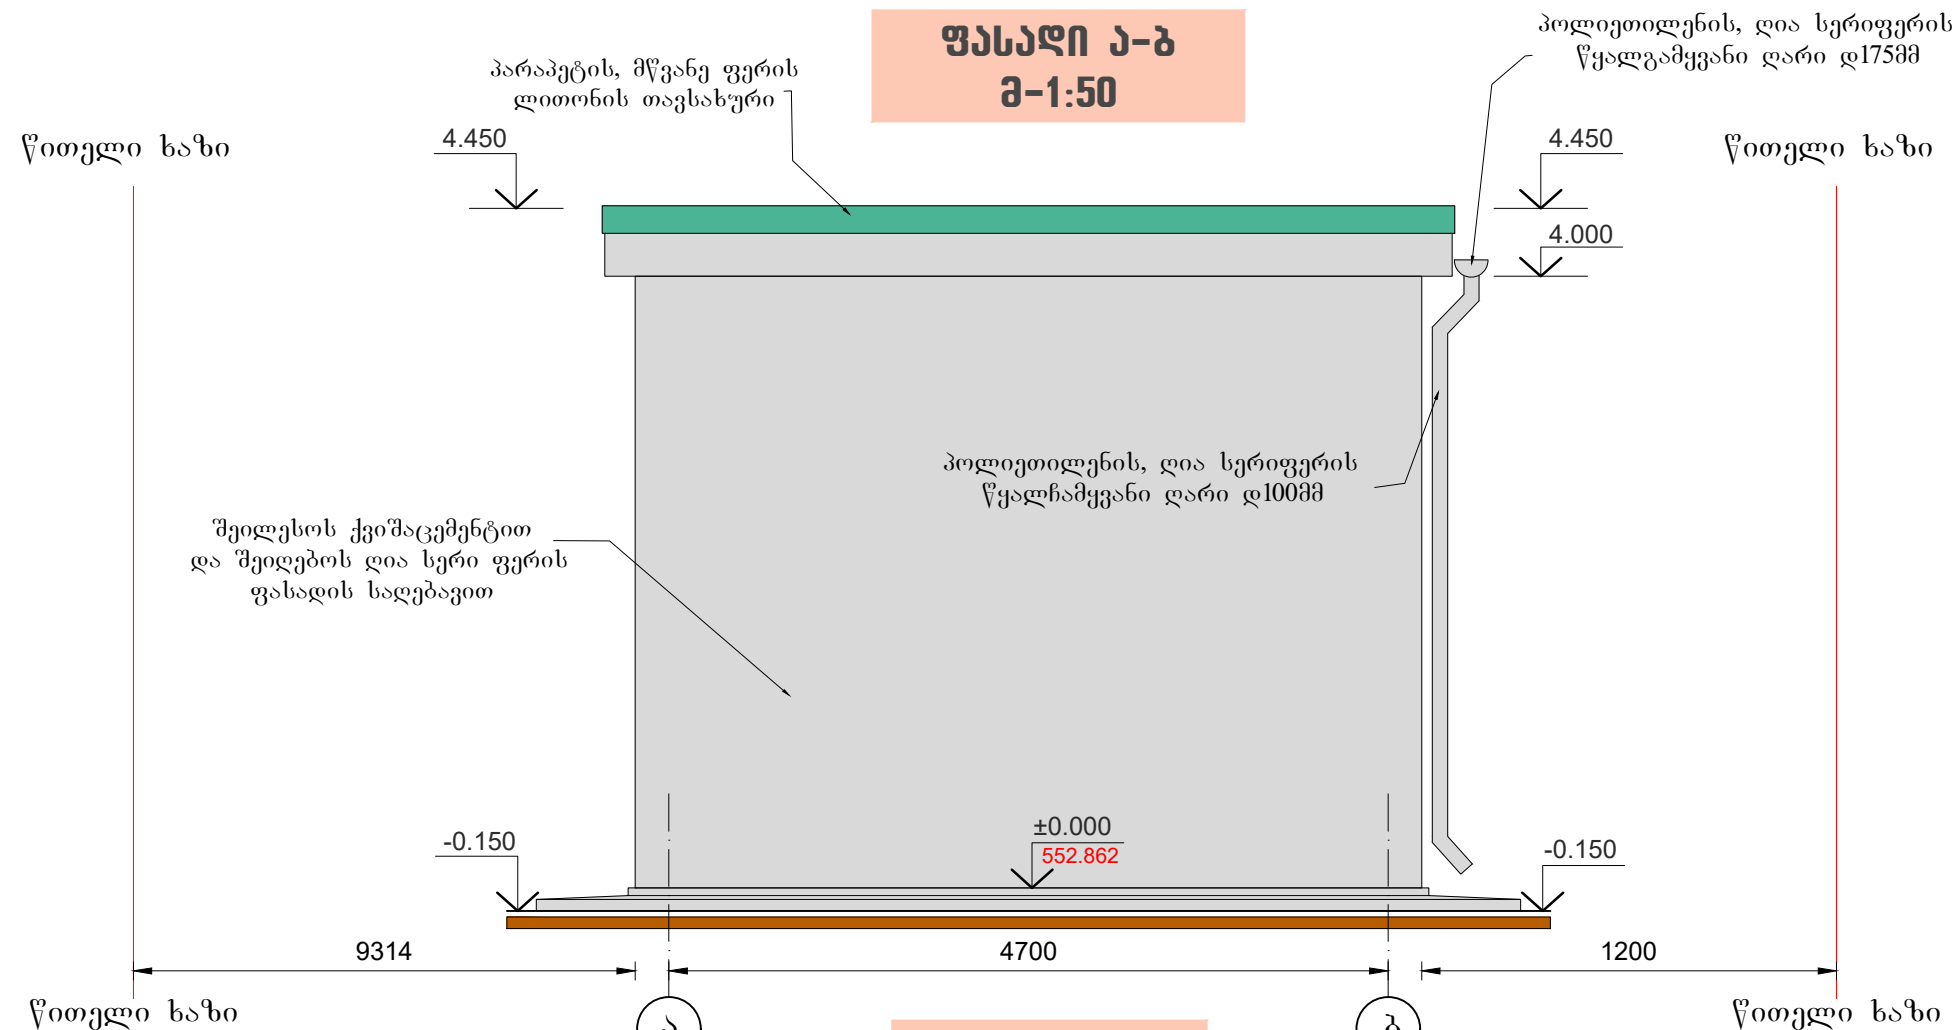 ფასადი ა-ბ
მ-1:50
პოლიეთილენის, ღია სერიფერის
წყალგამყვანი ღარი დ175მმ
პარაპეტის, მწვანე ფერის
ლითონის თავსახური
წითელი ხაზი
4.450
4.450
წითელი ხაზი
4.000
პოლიეთილენის, ღია სერიფერის
წყალჩამყვანი ღარი დ100მმ
შეილესოს ქვიშაცემენტით
და შეიღებოს ღია სერი ფერის
ფასადის საღებავით
-0.150
±0.000
552.862
-0.150
9314
4700
1200
წითელი ხაზი
ა
ბ
წითელი ხაზი